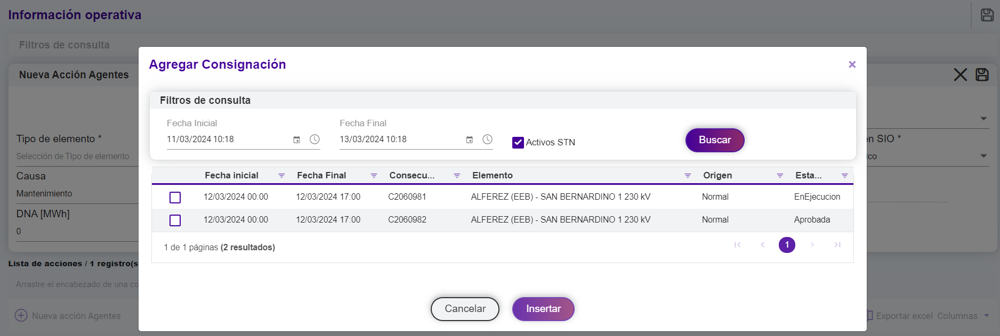 Información operativa
Filtros de consulta
Nueva Acción Agentes
Tipo de elemento *
Selección de Tipo de elemento
Causa
Mantenimiento
DNA [MWh]
0
Lista de acciones / 1 registro(s
Arrastre el encabezado de una co
Nueva acción Agentes
Agregar Consignación
×
Filtros de consulta
Fecha Inicial Fecha Final
11/03/2024 10:18 13/03/2024 10:18 Activos STN Buscar
Fecha inicial Fecha Final Consecu... Elemento Origen Esta...
12/03/2024 00:00 12/03/2024 17:00 C2060981 ALFEREZ (EEB) - SAN BERNARDINO 1 230 kV Normal EnEjecucion
12/03/2024 00:00 12/03/2024 17:00 C2060982 ALFEREZ (EEB) - SAN BERNARDINO 1 230 kV Normal Aprobada
1 de 1 páginas (2 resultados) 1
Cancelar Insertar
en SIO *
ico
Exportar excel Columnas